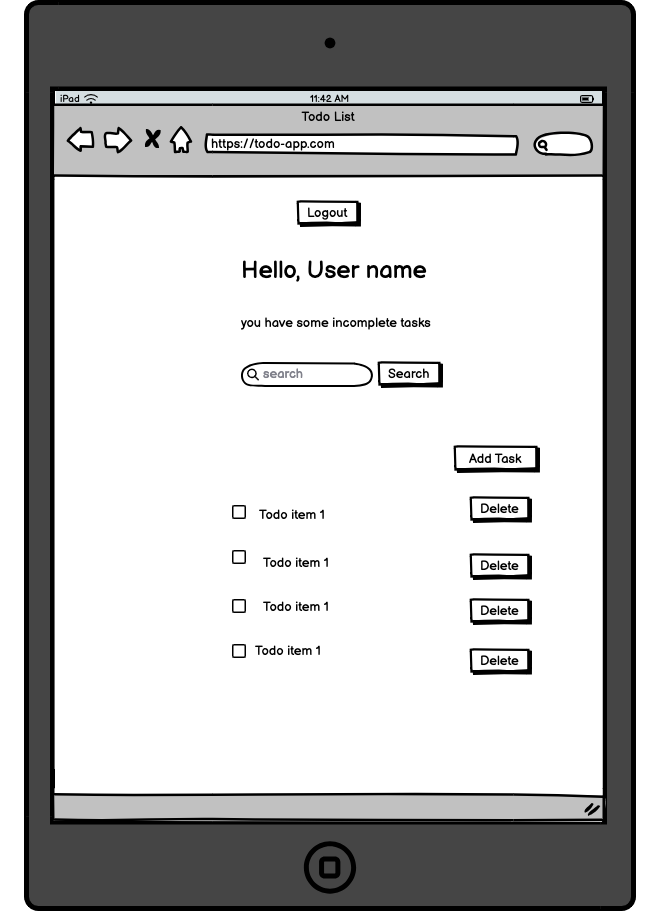 iPad 11:42 AM
Todo List
https://todo-app.com
Logout
Hello, User name
you have some incomplete tasks
search Search
Add Task
Todo item 1 Delete
Todo item 1 Delete
Todo item 1 Delete
Todo item 1 Delete